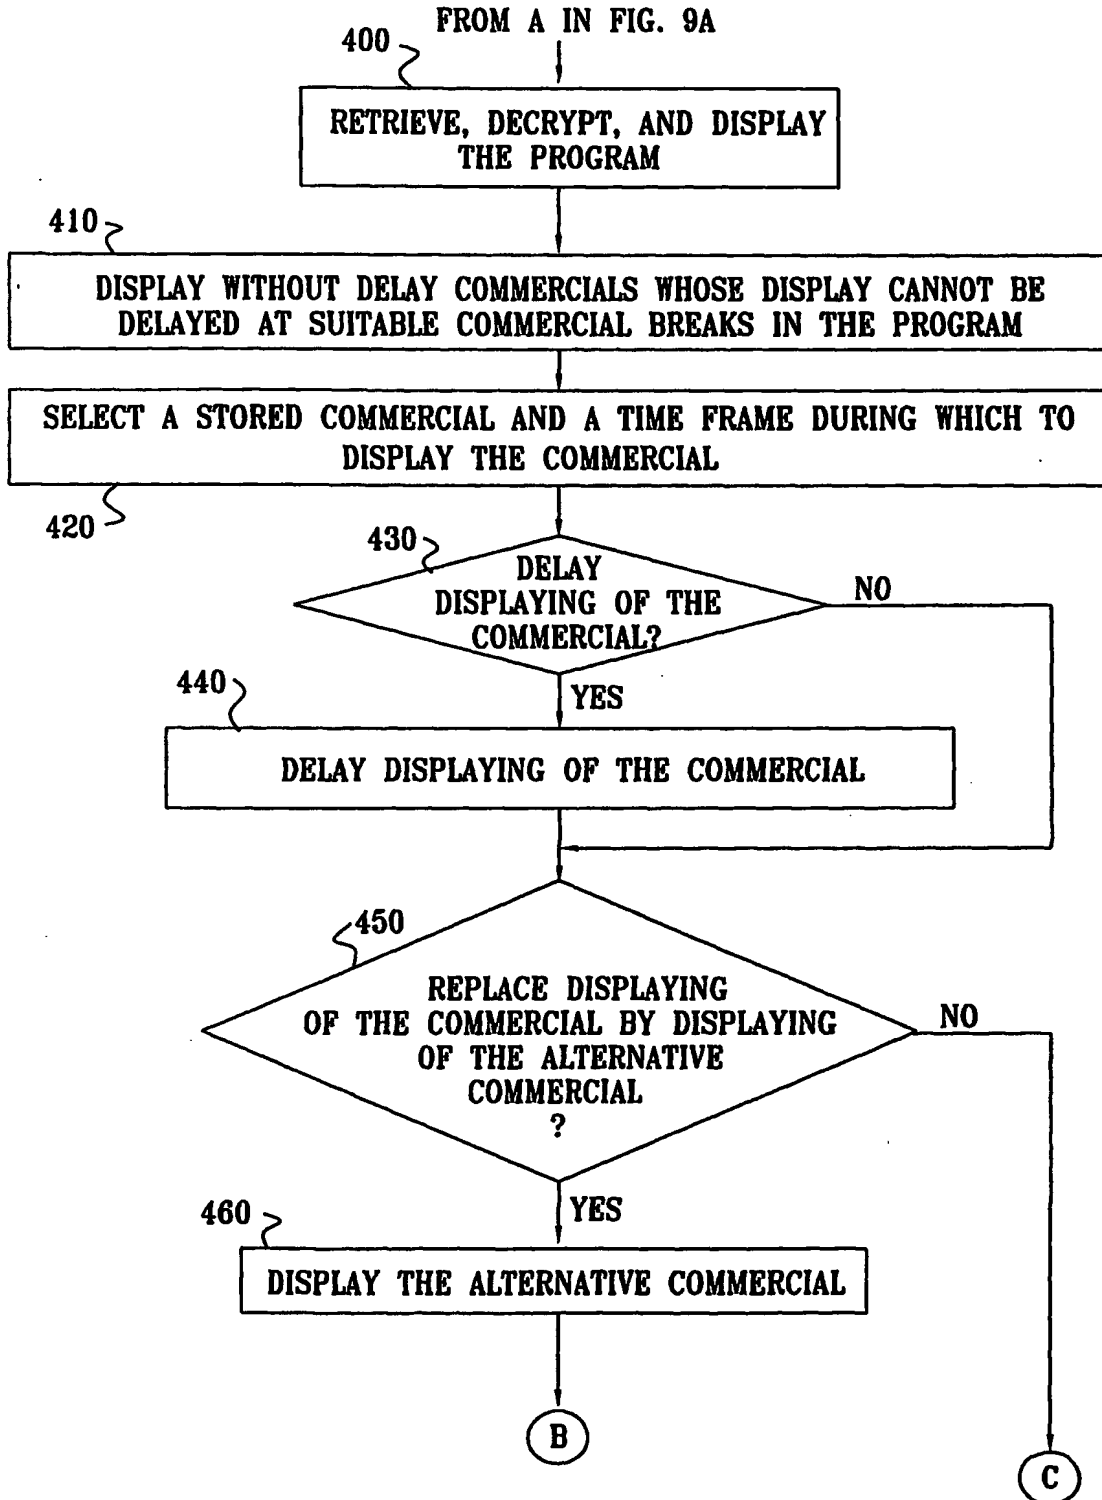 FROM A IN FIG. 9A
400
RETRIEVE, DECRYPT, AND DISPLAY
THE PROGRAM
410
DISPLAY WITHOUT DELAY COMMERCIALS WHOSE DISPLAY CANNOT BE
DELAYED AT SUITABLE COMMERCIAL BREAKS IN THE PROGRAM
SELECT A STORED COMMERCIAL AND A TIME FRAME DURING WHICH TO
DISPLAY THE COMMERCIAL
420
430
DELAY
DISPLAYING OF THE
COMMERCIAL?
NO
YES
440
DELAY DISPLAYING OF THE COMMERCIAL
450
REPLACE DISPLAYING
OF THE COMMERCIAL BY DISPLAYING
OF THE ALTERNATIVE
COMMERCIAL
?
NO
YES
460
DISPLAY THE ALTERNATIVE COMMERCIAL
B
C